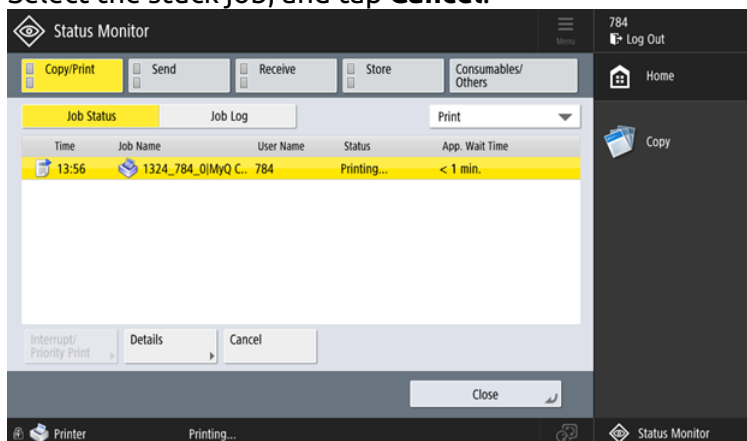 Select the stuck job, and tap Cancel.
Status Monitor
Menu
784
Log Out
Copy/Print
Send
Receive
Store
Consumables/
Others
Home
Job Status
Job Log
Print
Copy
Time Job Name User Name Status App. Wait Time
13:56 1324_784_0|MyQ C.. 784 Printing... < 1 min.
Interrupt/
Priority Print
Details
Cancel
Close
Printer Printing...
Status Monitor